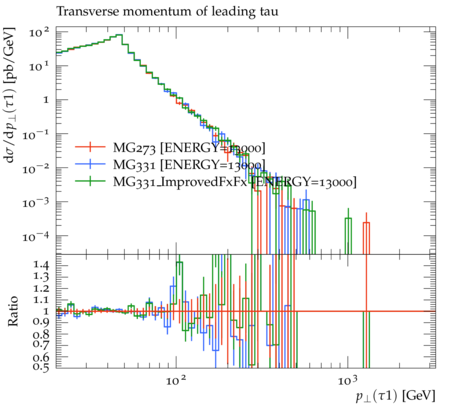 Transverse momentum of leading tau
dσ/dp⊥(τ1) [pb/GeV]
10²
10¹
1
10⁻¹
10⁻²
10⁻³
10⁻⁴
MG273 [ENERGY=13000]
MG331 [ENERGY=13000]
MG331_ImprovedFxFx [ENERGY=13000]
Ratio
1.4
1.3
1.2
1.1
1
0.9
0.8
0.7
0.6
0.5
10² 10³
p⊥(τ1) [GeV]